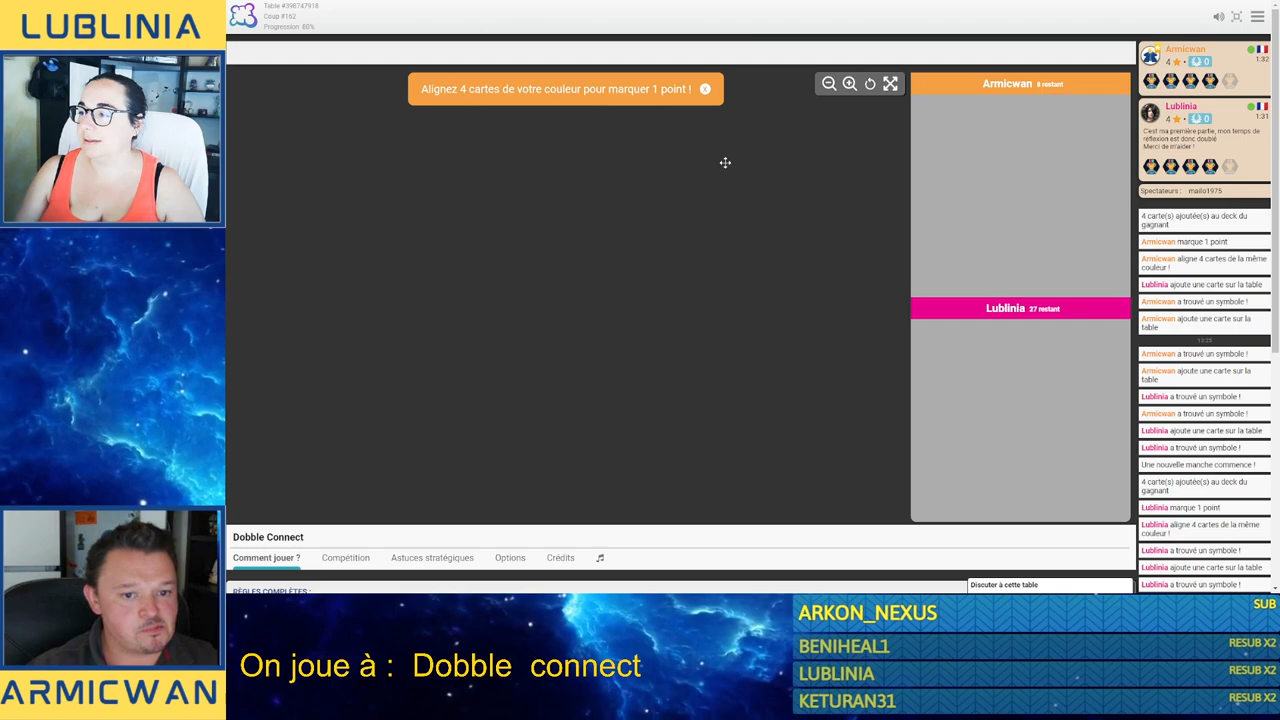 LUBLINIA
Table #398747918
Coup #162
Progression 80%
Alignez 4 cartes de votre couleur pour marquer 1 point !
Armicwan 8 restant
Lublinia 27 restant
Armicwan
4
0
1:32
Lublinia
4
0
1:31
C'est ma première partie, mon temps de
réflexion est donc doublé
Merci de m'aider !
Spectateurs : mailo1975
4 carte(s) ajoutée(s) au deck du
gagnant
Armicwan marque 1 point
Armicwan aligne 4 cartes de la même
couleur !
Lublinia ajoute une carte sur la table
Armicwan a trouvé un symbole !
Armicwan ajoute une carte sur la
table
Armicwan a trouvé un symbole !
Armicwan ajoute une carte sur la
table
Lublinia a trouvé un symbole !
Armicwan a trouvé un symbole !
Lublinia ajoute une carte sur la table
Lublinia a trouvé un symbole !
Une nouvelle manche commence !
4 carte(s) ajoutée(s) au deck du
gagnant
Lublinia marque 1 point
Lublinia aligne 4 cartes de la même
couleur !
Lublinia a trouvé un symbole !
Lublinia ajoute une carte sur la table
Lublinia a trouvé un symbole !
Dobble Connect
Comment jouer ? Compétition Astuces stratégiques Options Crédits
RÈGLES COMPLÈTES :
Discuter à cette table
On joue à : Dobble connect
ARKON_NEXUS SUB
BENIHEAL1 RESUB X2
LUBLINIA RESUB X2
KETURAN31 RESUB X2
ARMICWAN